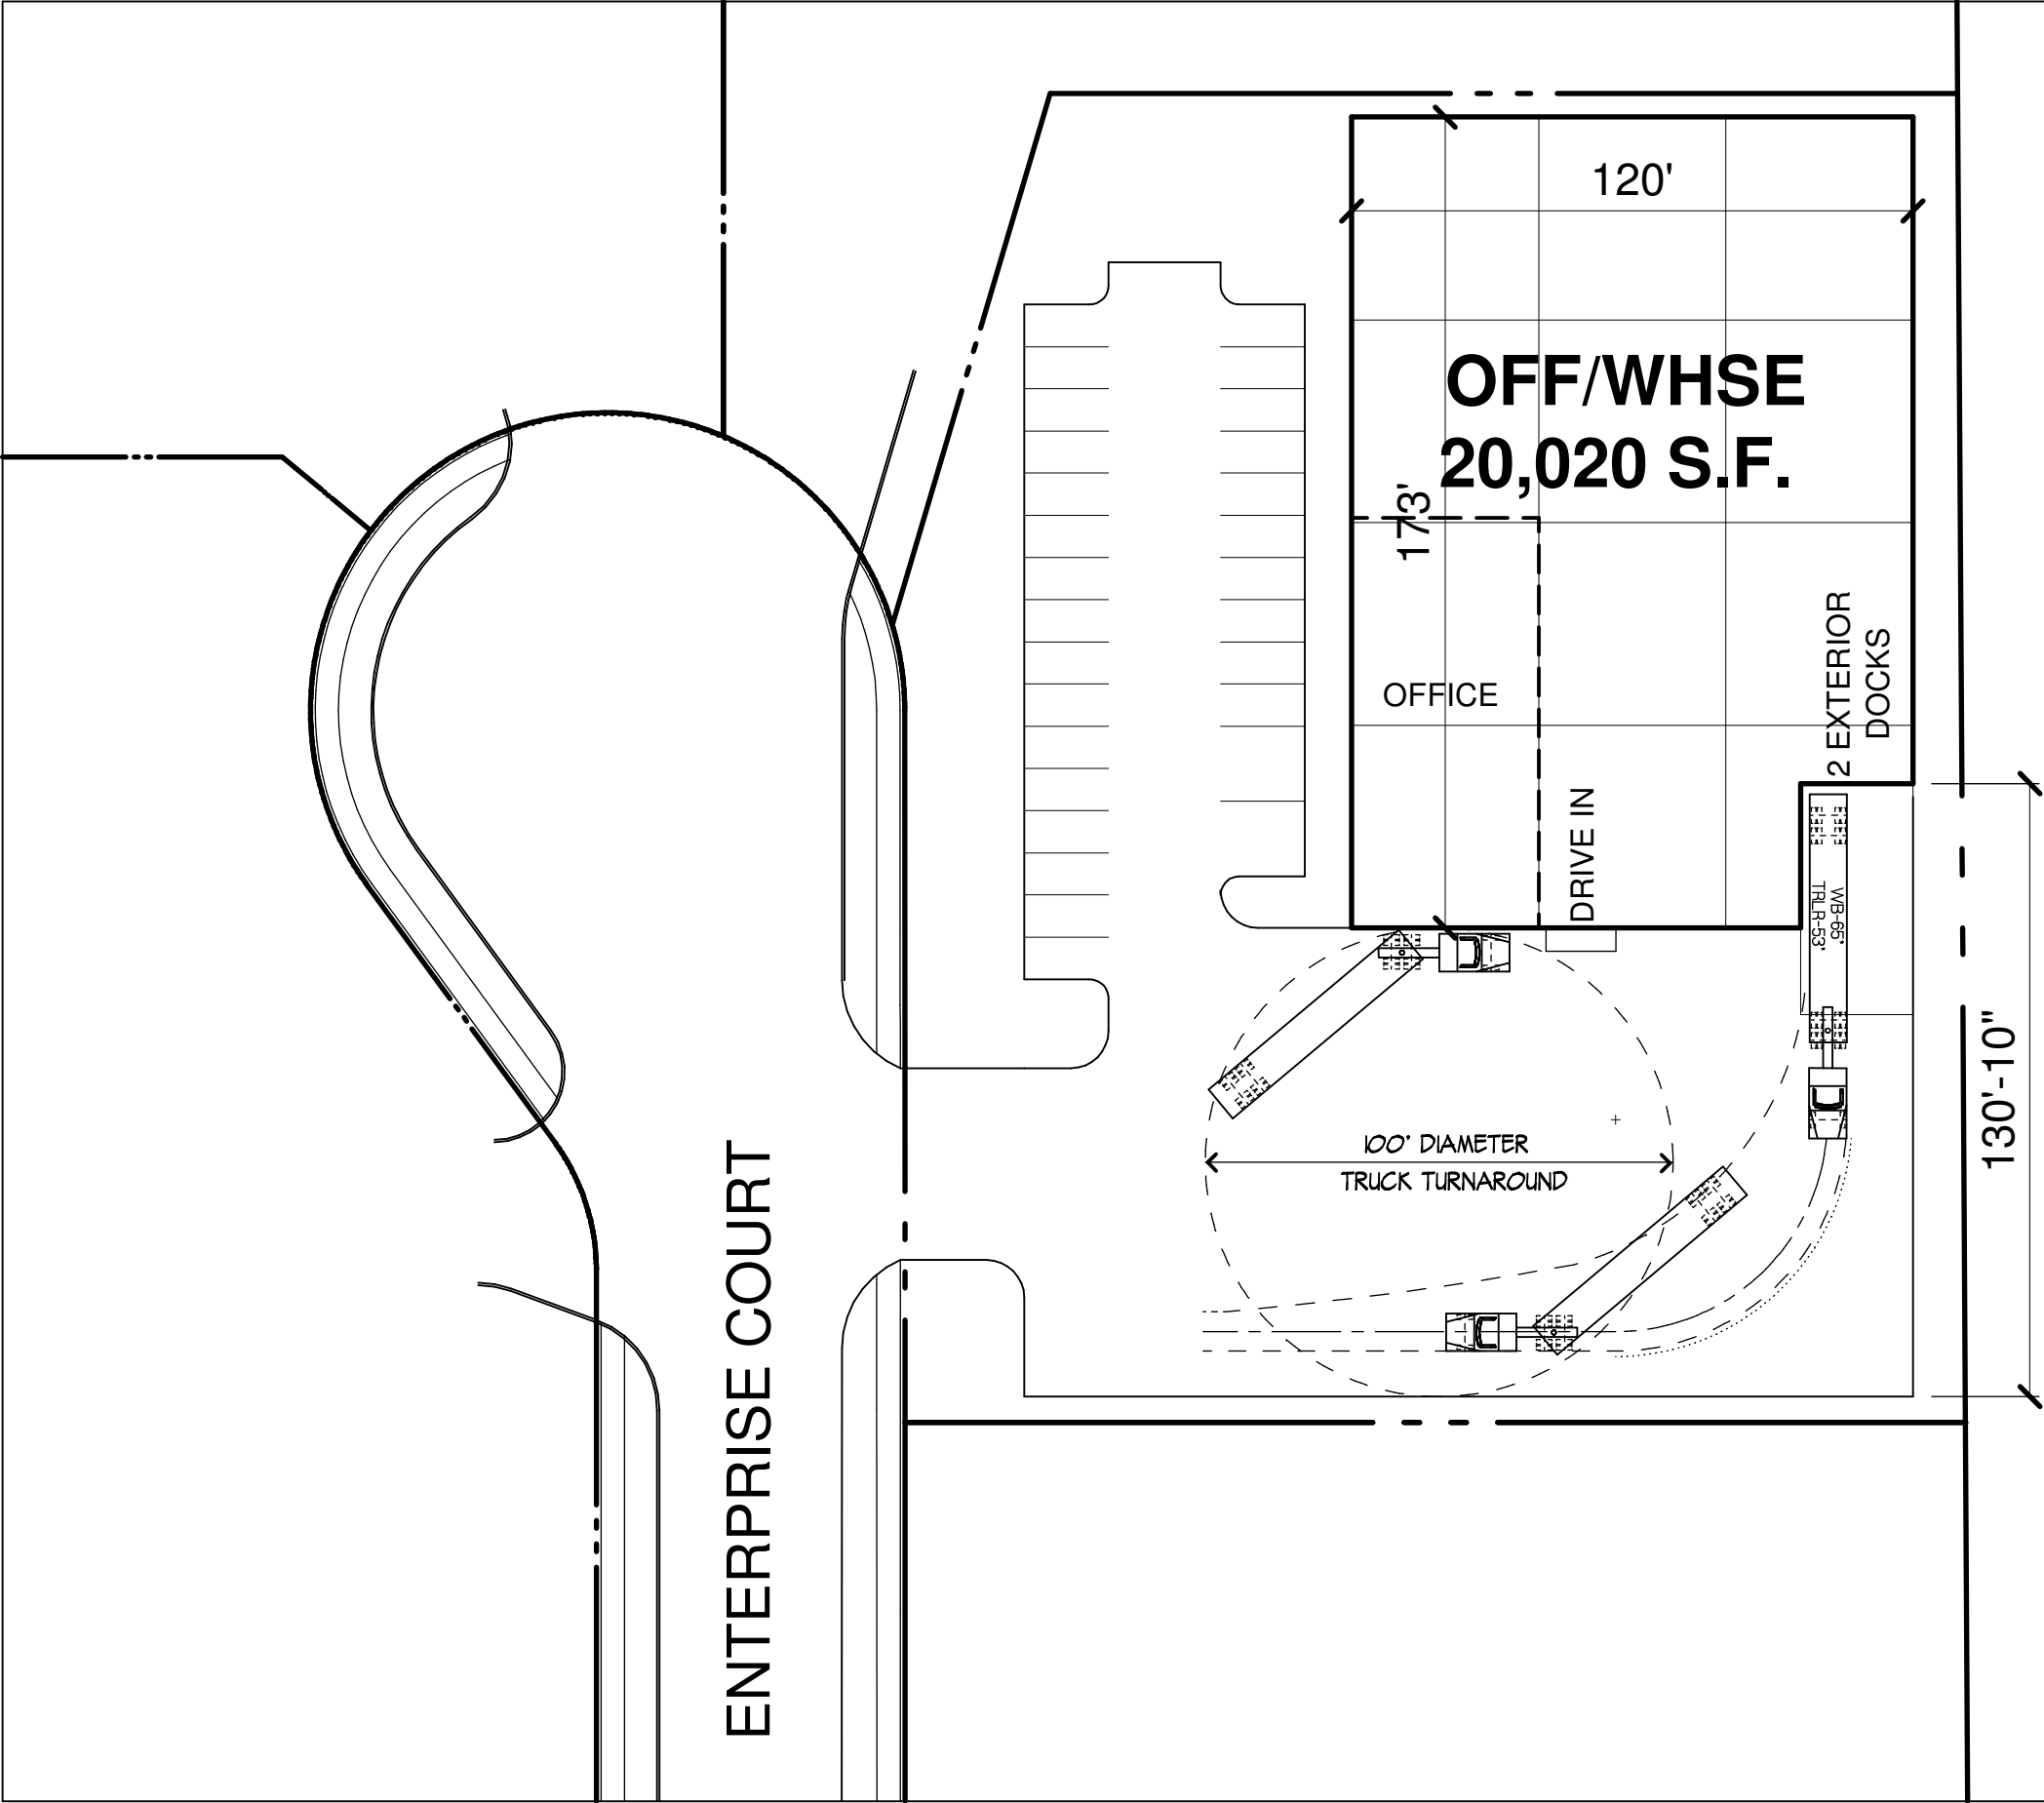 120'
OFF/WHSE
20,020 S.F.
173'
2 EXTERIOR
DOCKS
OFFICE
DRIVE IN
WB-65'
TRLR-53'
130'-10"
100' DIAMETER
TRUCK TURNAROUND
ENTERPRISE COURT